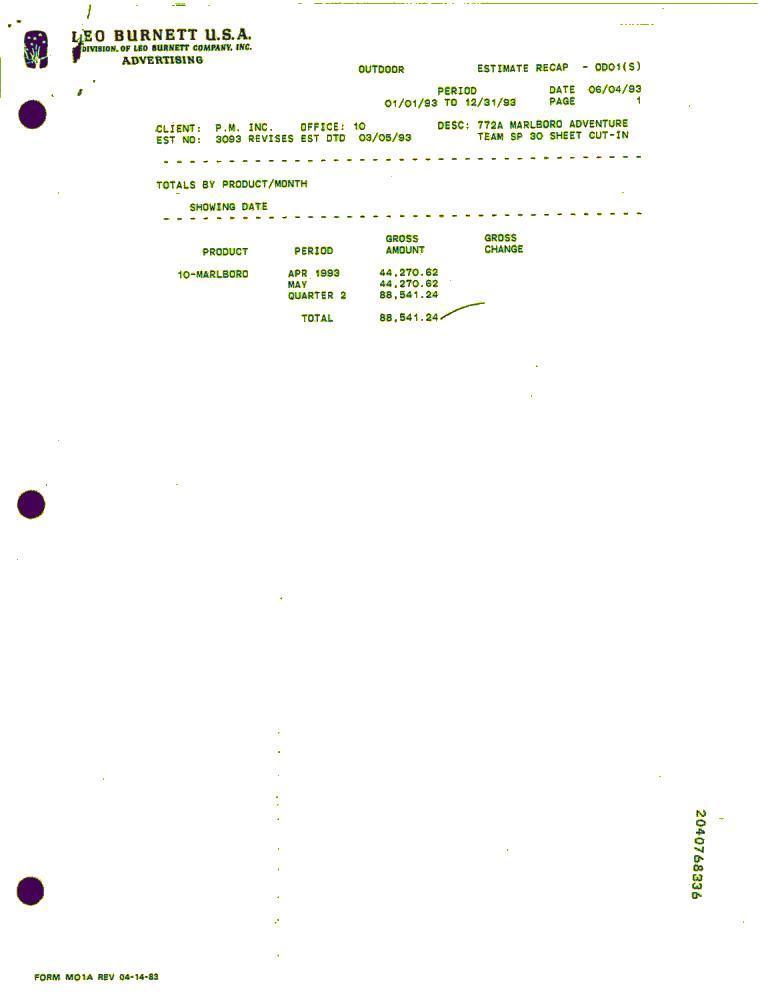 LEO BURNETT U.S.A.
DIVISION OF LEO BURNETT COMPANY, INC.
ADVERTISING
OUTDOOR ESTIMATE RECAP - OD01(S)
PERIOD DATE 06/04/93
01/01/93 TO 12/31/93 PAGE 1
CLIENT: P.M. INC. OFFICE: 10 DESC: 772A MARLBORO ADVENTURE
EST NO: 3093 REVISES EST DTD 03/05/93 TEAM SP 30 SHEET CUT-IN
TOTALS BY PRODUCT/MONTH
SHOWING DATE
GROSS GROSS
PRODUCT PERIOD AMOUNT CHANGE
10-MARLBORO APR 1993 44,270.62
MAY 44,270.62
QUARTER 2 88,541.24
TOTAL 88,541.24
2040768336
FORM MO1A REV 04-14-83